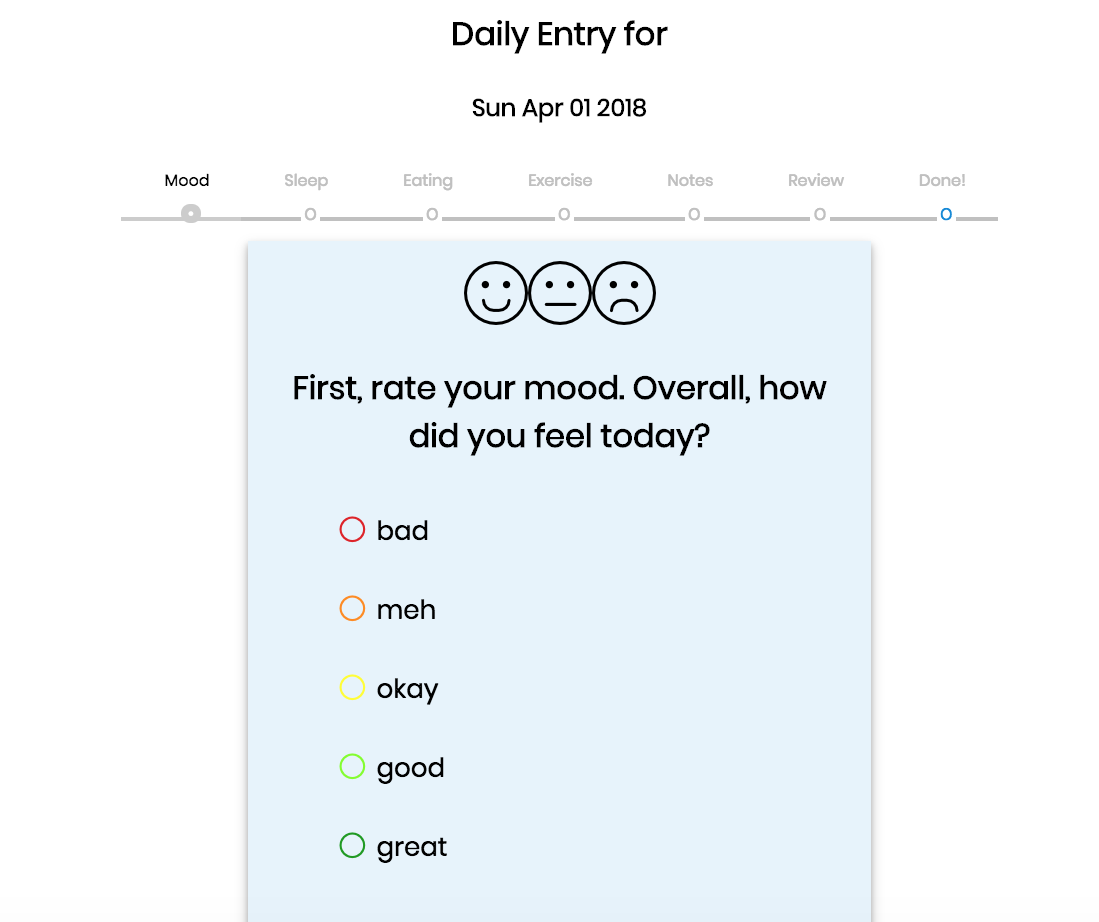 Daily Entry for
Sun Apr 01 2018
Mood Sleep Eating Exercise Notes Review Done!
First, rate your mood. Overall, how
did you feel today?
bad
meh
okay
good
great